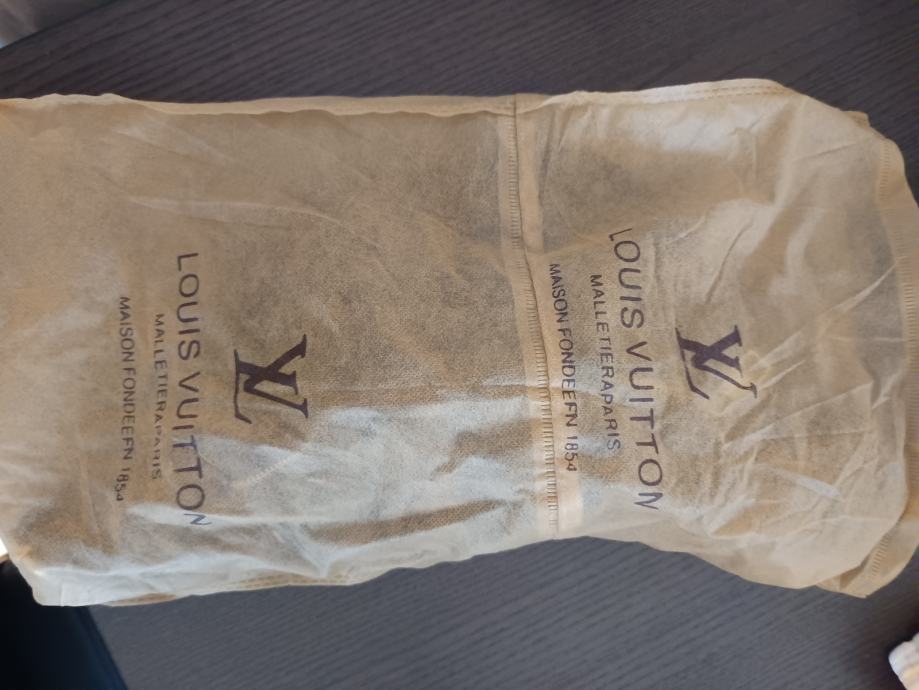 LV
LOUIS VUITTON
MALLETIERAPARIS
MAISON FONDEEFN 1854
LV
LOUIS VUITTON
MALLETIERAPARIS
MAISON FONDEEFN 1854